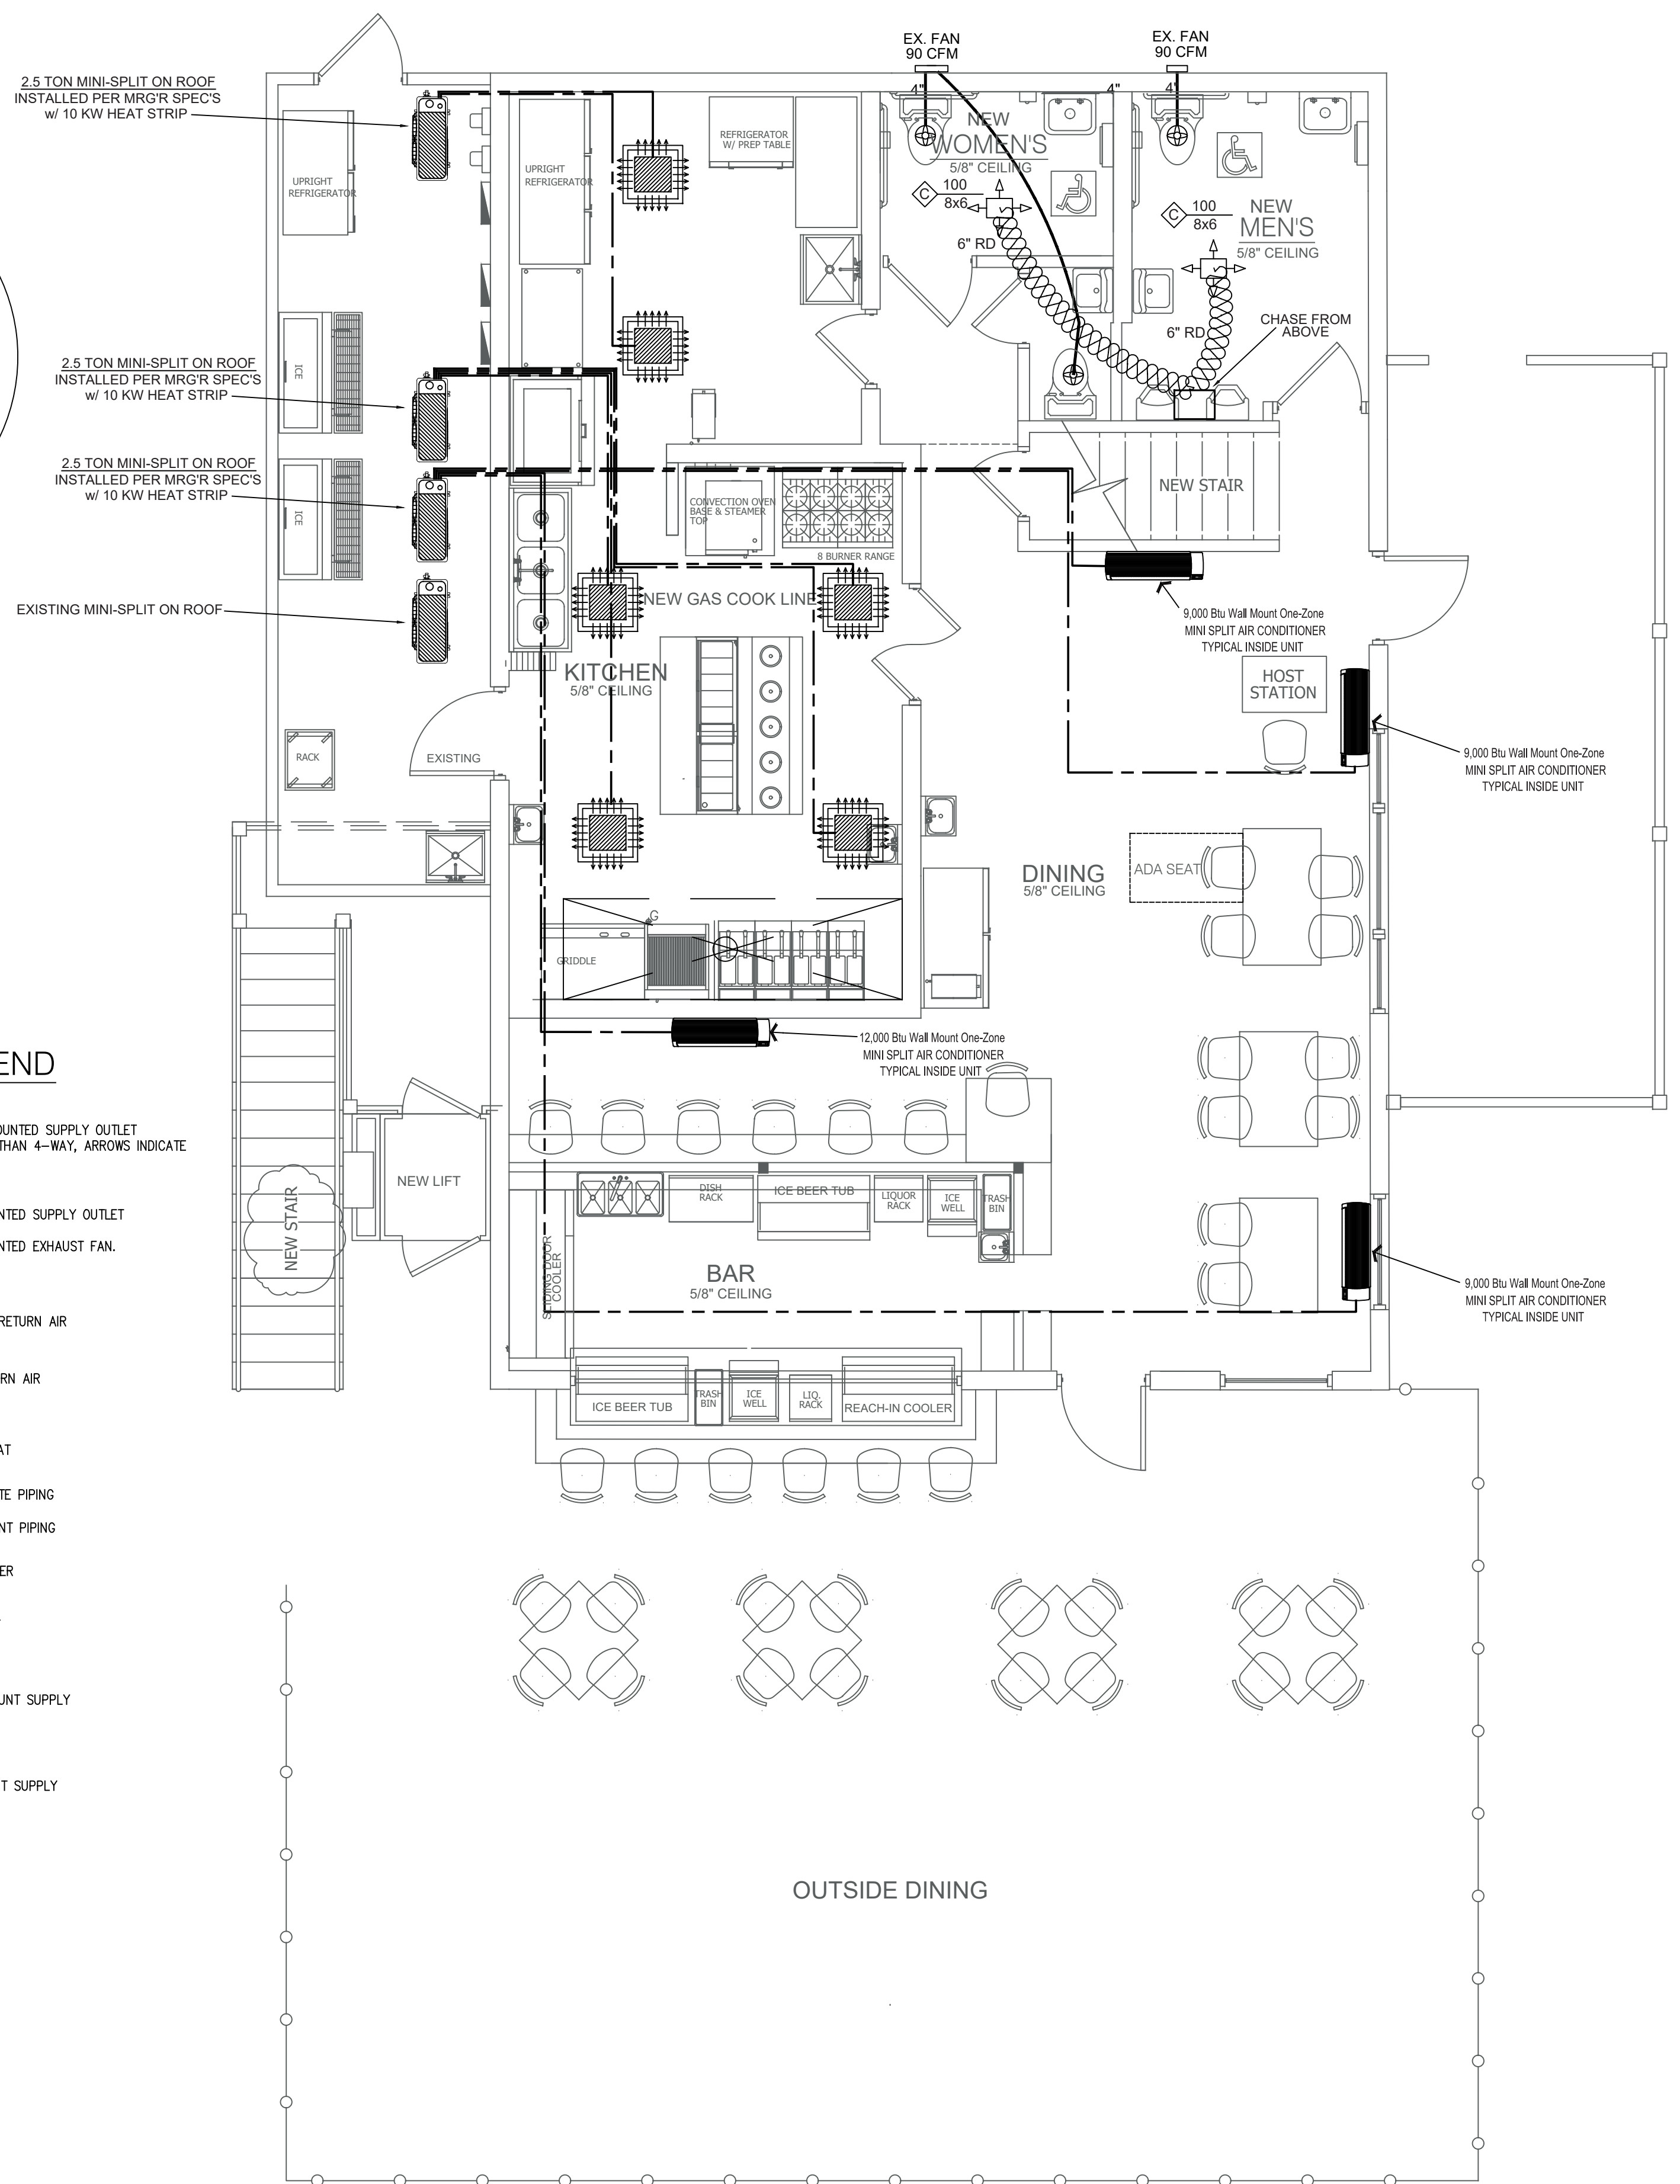 EX. FAN
90 CFM
EX. FAN
90 CFM
2.5 TON MINI-SPLIT ON ROOF
INSTALLED PER MRG'R SPEC'S
w/ 10 KW HEAT STRIP
4"
4"
4"
UPRIGHT
REFRIGERATOR
UPRIGHT
REFRIGERATOR
REFRIGERATOR
W/ PREP TABLE
NEW
WOMEN'S
5/8" CEILING
C
100
8x6
6" RD
C
100
8x6
NEW
MEN'S
5/8" CEILING
6" RD
CHASE FROM
ABOVE
2.5 TON MINI-SPLIT ON ROOF
INSTALLED PER MRG'R SPEC'S
w/ 10 KW HEAT STRIP
ICE
2.5 TON MINI-SPLIT ON ROOF
INSTALLED PER MRG'R SPEC'S
w/ 10 KW HEAT STRIP
ICE
CONVECTION OVEN
BASE & STEAMER
TOP
8 BURNER RANGE
NEW STAIR
EXISTING MINI-SPLIT ON ROOF
NEW GAS COOK LINE
9,000 Btu Wall Mount One-Zone
MINI SPLIT AIR CONDITIONER
TYPICAL INSIDE UNIT
KITCHEN
5/8" CEILING
HOST
STATION
RACK
EXISTING
9,000 Btu Wall Mount One-Zone
MINI SPLIT AIR CONDITIONER
TYPICAL INSIDE UNIT
DINING
5/8" CEILING
ADA SEAT
G
GRIDDLE
12,000 Btu Wall Mount One-Zone
MINI SPLIT AIR CONDITIONER
TYPICAL INSIDE UNIT
END
OUNTED SUPPLY OUTLET
THAN 4-WAY, ARROWS INDICATE
NTED SUPPLY OUTLET
NTED EXHAUST FAN.
RETURN AIR
RN AIR
AT
TE PIPING
NT PIPING
ER
UNT SUPPLY
T SUPPLY
NEW LIFT
NEW STAIR
DISH
RACK
ICE BEER TUB
LIQUOR
RACK
ICE
WELL
TRASH
BIN
SLIDING DOOR
COOLER
BAR
5/8" CEILING
9,000 Btu Wall Mount One-Zone
MINI SPLIT AIR CONDITIONER
TYPICAL INSIDE UNIT
ICE BEER TUB
TRASH
BIN
ICE
WELL
LIQ.
RACK
REACH-IN COOLER
OUTSIDE DINING